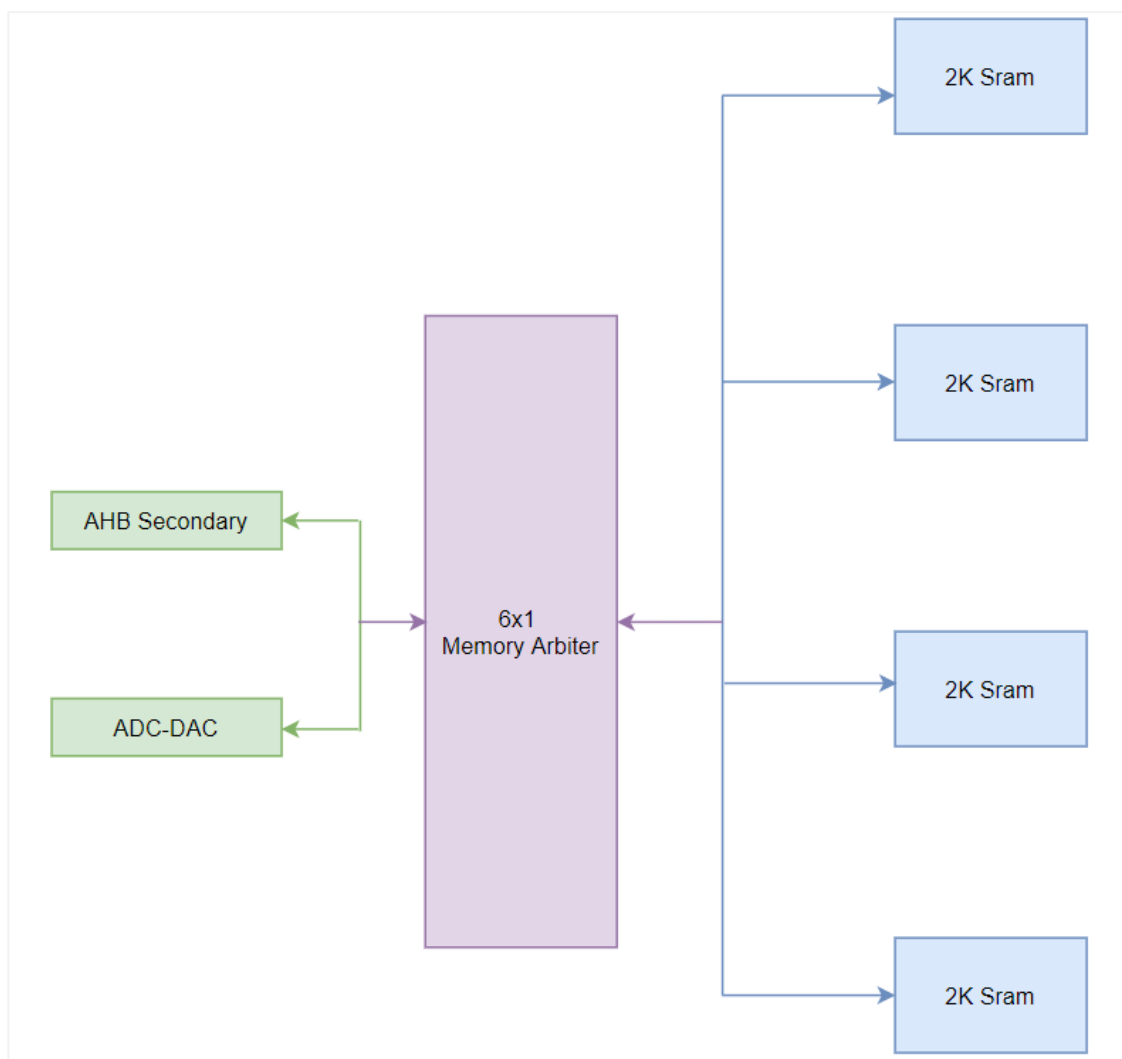 2K Sram
2K Sram
AHB Secondary
6x1
Memory Arbiter
2K Sram
ADC-DAC
2K Sram